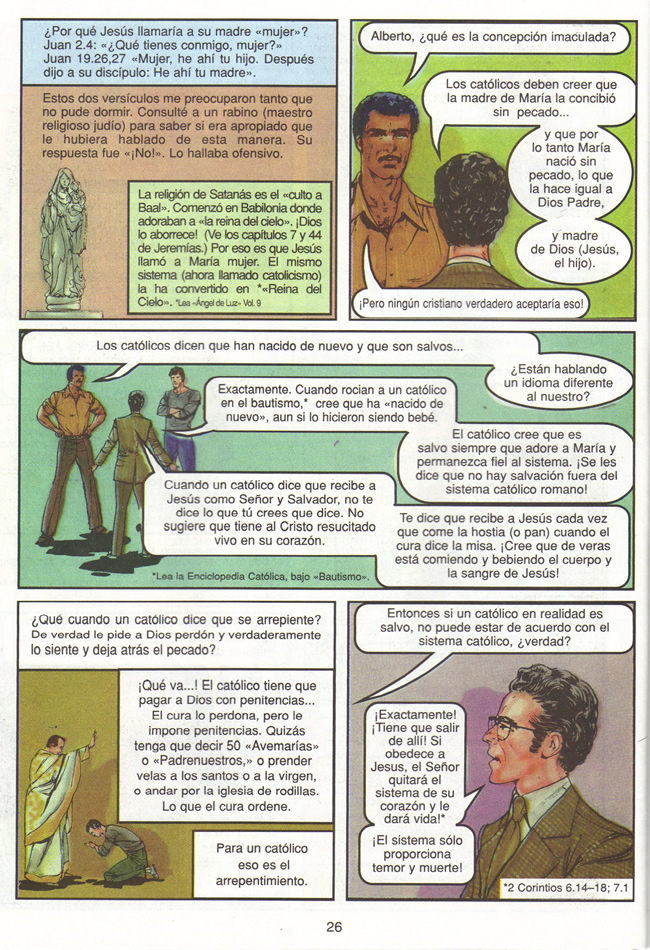 ¿Por qué Jesús llamaría a su madre «mujer»?
Juan 2.4: «¿Qué tienes conmigo, mujer?»
Juan 19.26,27 «Mujer, he ahí tu hijo. Después
dijo a su discípulo: He ahí tu madre».
Estos dos versículos me preocuparon tanto que
no pude dormir. Consulté a un rabino (maestro
religioso judío) para saber si era apropiado que
le hubiera hablado de esta manera. Su
respuesta fue «¡No!». Lo hallaba ofensivo.
La religión de Satanás es el «culto a
Baal». Comenzó en Babilonia donde
adoraban a «la reina del cielo». ¡Dios
lo aborrece! (Ve los capítulos 7 y 44
de Jeremías.) Por eso es que Jesús
llamó a María mujer. El mismo
sistema (ahora llamado catolicismo)
la ha convertido en *«Reina del
Cielo». *Lea «Ángel de Luz» Vol. 9
Alberto, ¿qué es la concepción imaculada?
Los católicos deben creer que
la madre de María la concibió
sin pecado...
y que por
lo tanto María
nació sin
pecado, lo que
la hace igual a
Dios Padre,
y madre
de Dios (Jesús,
el hijo).
¡Pero ningún cristiano verdadero aceptaría eso!
Los católicos dicen que han nacido de nuevo y que son salvos...
¿Están hablando
un idioma diferente
al nuestro?
Exactamente. Cuando rocian a un católico
en el bautismo,* cree que ha «nacido de
nuevo», aun si lo hicieron siendo bebé.
El católico cree que es
salvo siempre que adore a María y
permanezca fiel al sistema. ¡Se les
dice que no hay salvación fuera del
sistema católico romano!
Cuando un católico dice que recibe a
Jesús como Señor y Salvador, no te
dice lo que tú crees que dice. No
sugiere que tiene al Cristo resucitado
vivo en su corazón.
Te dice que recibe a Jesús cada vez
que come la hostia (o pan) cuando el
cura dice la misa. ¡Cree que de veras
está comiendo y bebiendo el cuerpo y
la sangre de Jesús!
*Lea la Enciclopedia Católica, bajo «Bautismo».
¿Qué cuando un católico dice que se arrepiente?
De verdad le pide a Dios perdón y verdaderamente
lo siente y deja atrás el pecado?
¡Qué va...! El católico tiene que
pagar a Dios con penitencias...
El cura lo perdona, pero le
impone penitencias. Quizás
tenga que decir 50 «Avemarías»
o «Padrenuestros,» o prender
velas a los santos o a la virgen,
o andar por la iglesia de rodillas.
Lo que el cura ordene.
Para un católico
eso es el
arrepentimiento.
Entonces si un católico en realidad es
salvo, no puede estar de acuerdo con el
sistema católico, ¿verdad?
¡Exactamente!
¡Tiene que salir
de allí! Si
obedece a
Jesus, el Señor
quitará el
sistema de su
corazón y le
dará vida!*
¡El sistema sólo
proporciona
temor y muerte!
*2 Corintios 6.14–18; 7.1
26